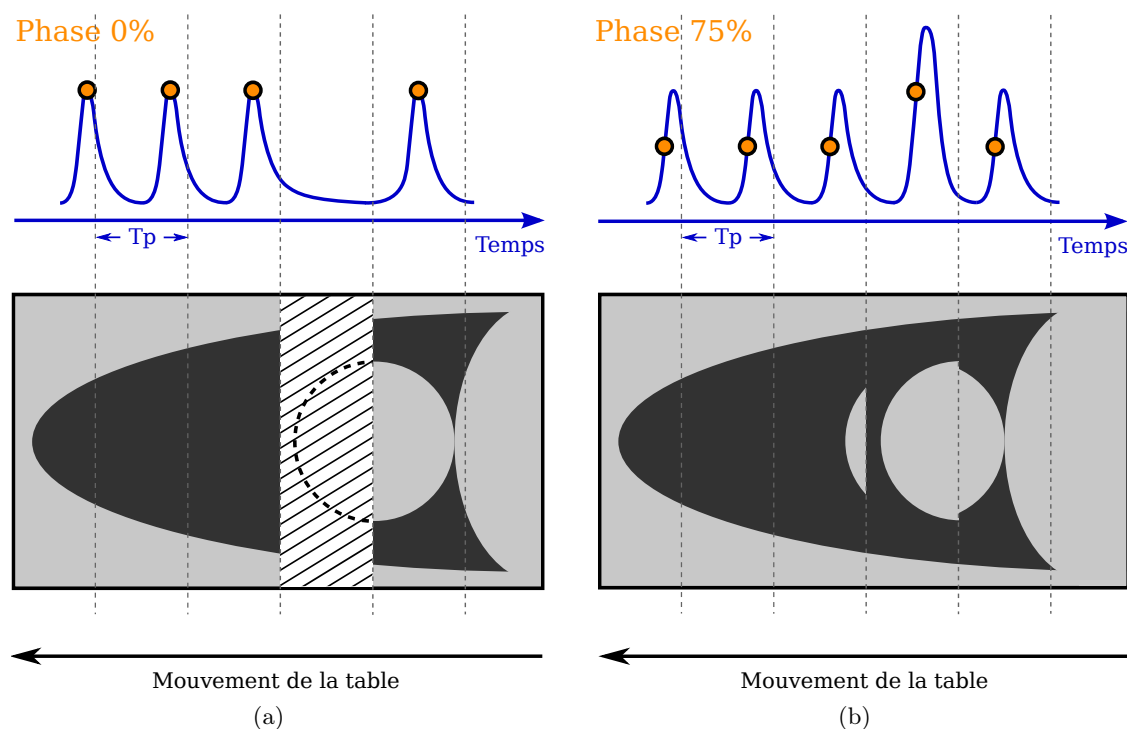 Phase 0%
Tp
Temps
Mouvement de la table
(a)
Phase 75%
Tp
Temps
Mouvement de la table
(b)